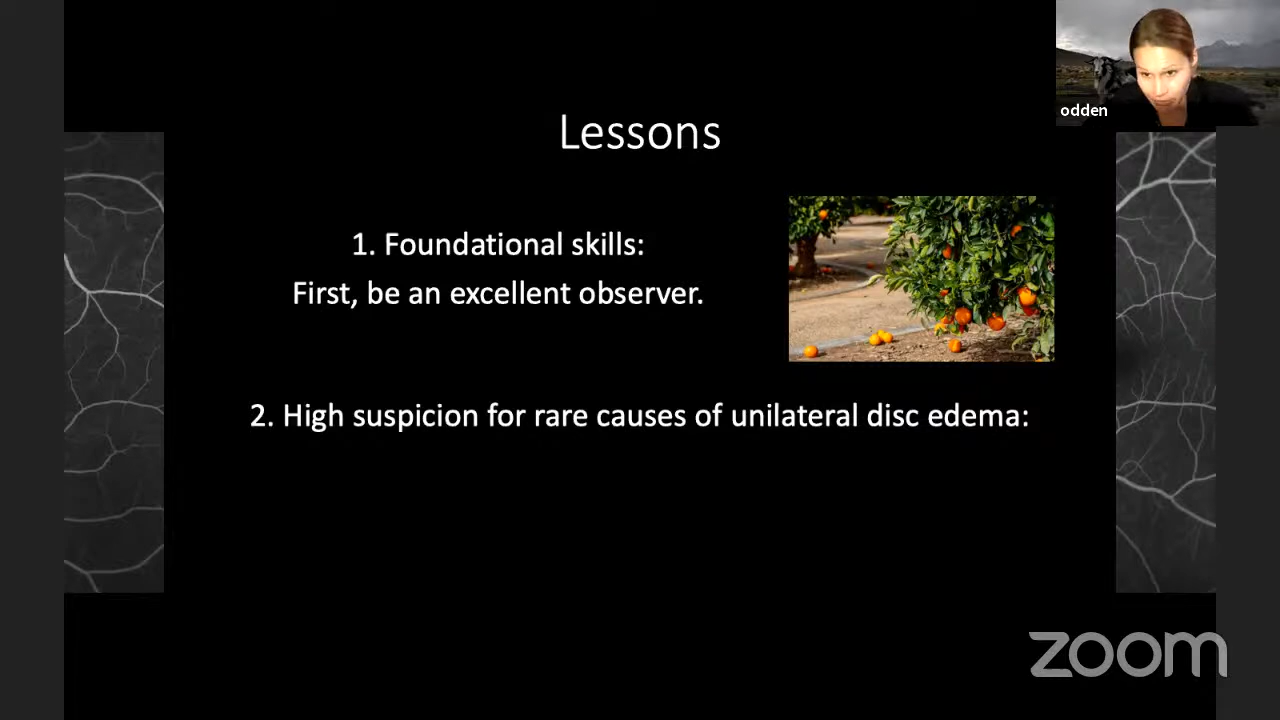 odden
Lessons
1. Foundational skills:
First, be an excellent observer.
2. High suspicion for rare causes of unilateral disc edema:
zoom